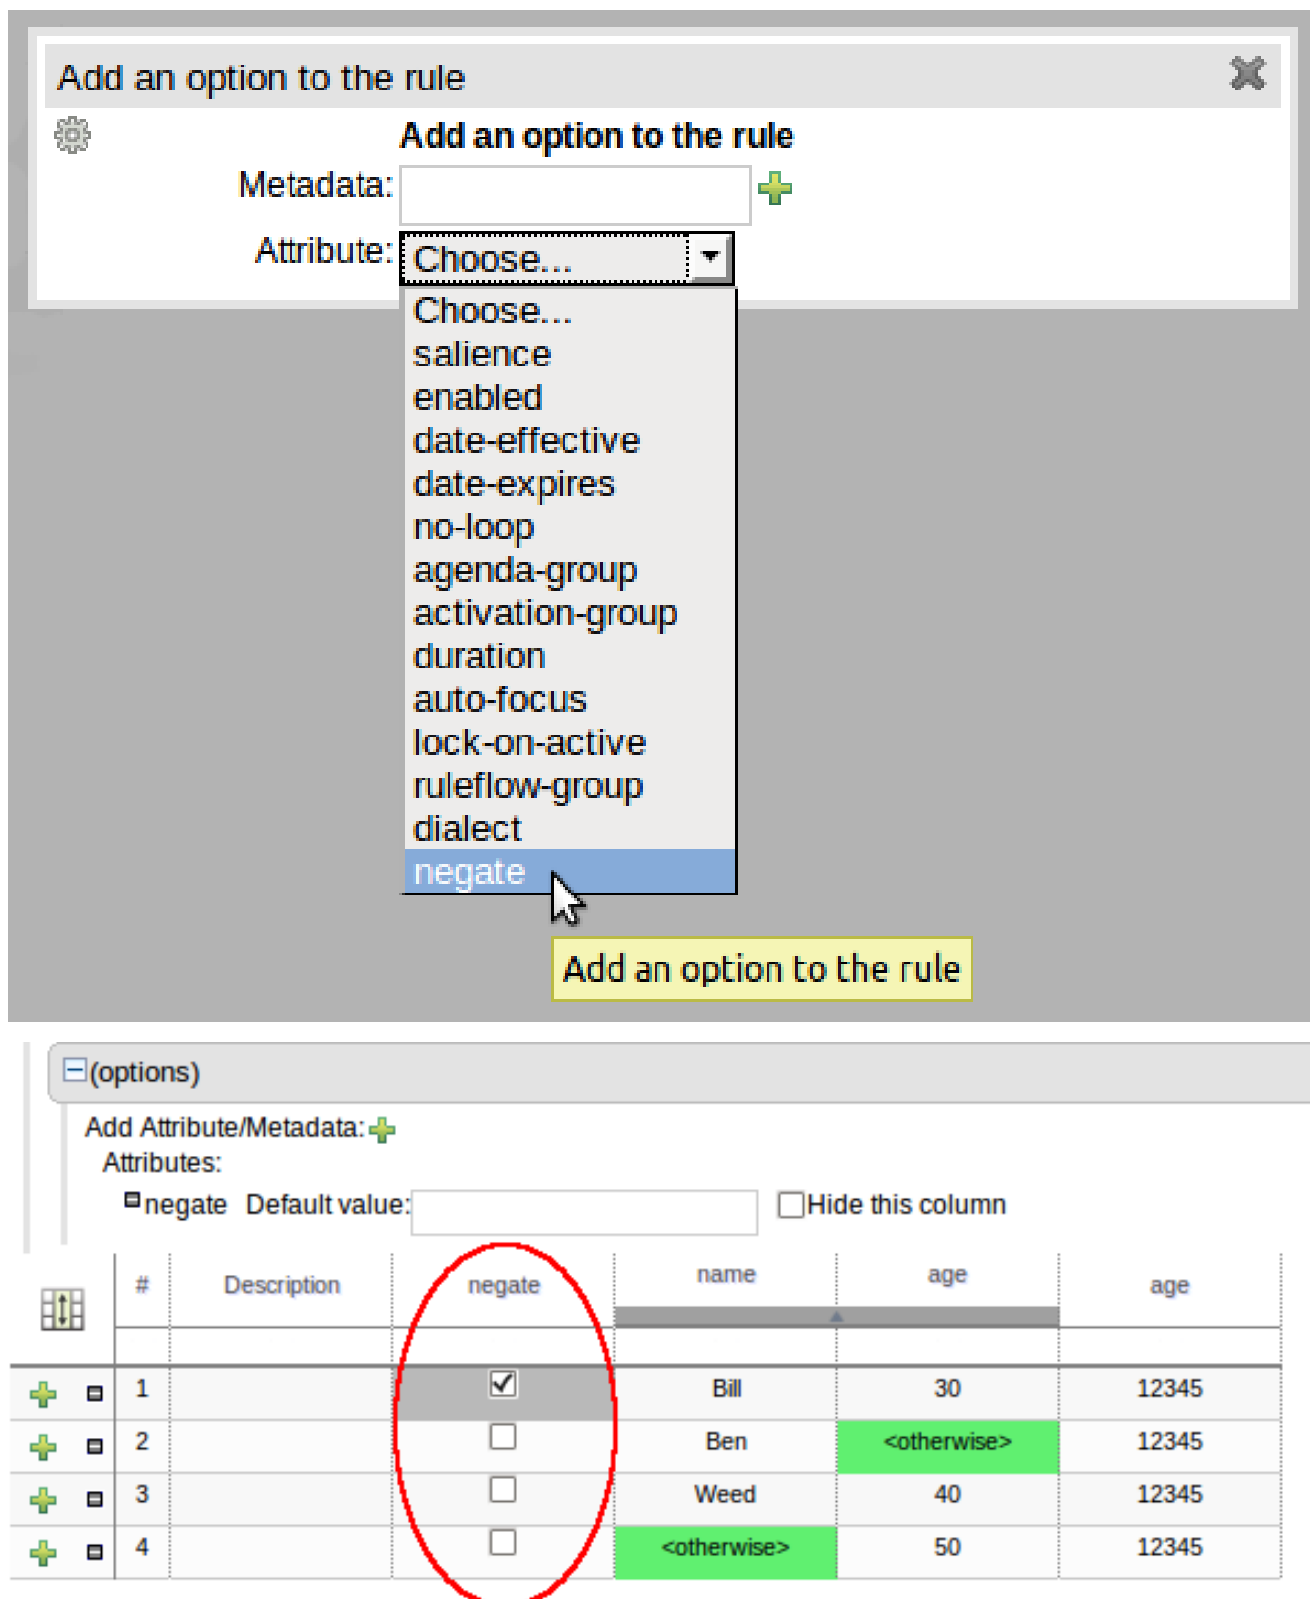 Add an option to the rule
Add an option to the rule
Metadata:
Attribute: Choose...
Choose...
salience
enabled
date-effective
date-expires
no-loop
agenda-group
activation-group
duration
auto-focus
lock-on-active
ruleflow-group
dialect
negate
Add an option to the rule
(options)
Add Attribute/Metadata:
Attributes:
negate Default value: Hide this column
# Description negate name age age
1 Bill 30 12345
2 Ben <otherwise> 12345
3 Weed 40 12345
4 <otherwise> 50 12345